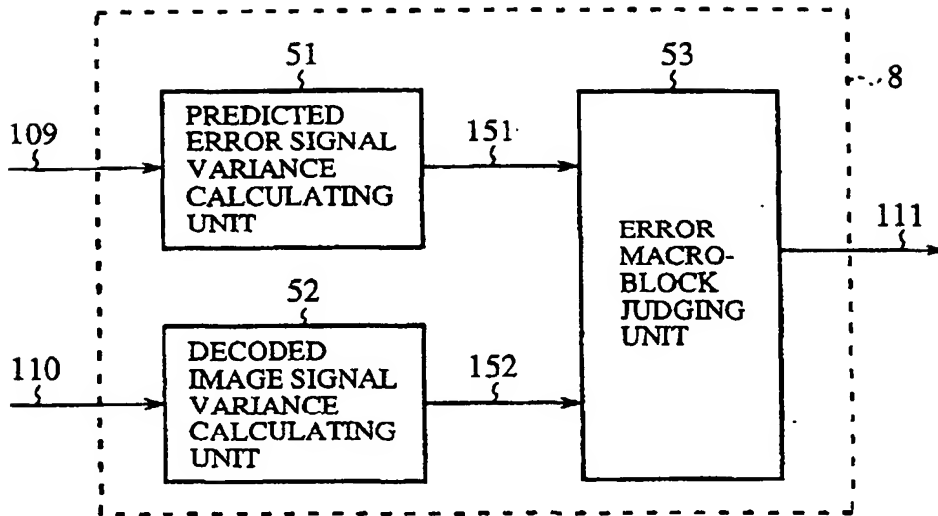 51
53
8
109
PREDICTED
ERROR SIGNAL
VARIANCE
CALCULATING
UNIT
151
ERROR
MACRO-
BLOCK
JUDGING
UNIT
111
52
110
DECODED
IMAGE SIGNAL
VARIANCE
CALCULATING
UNIT
152